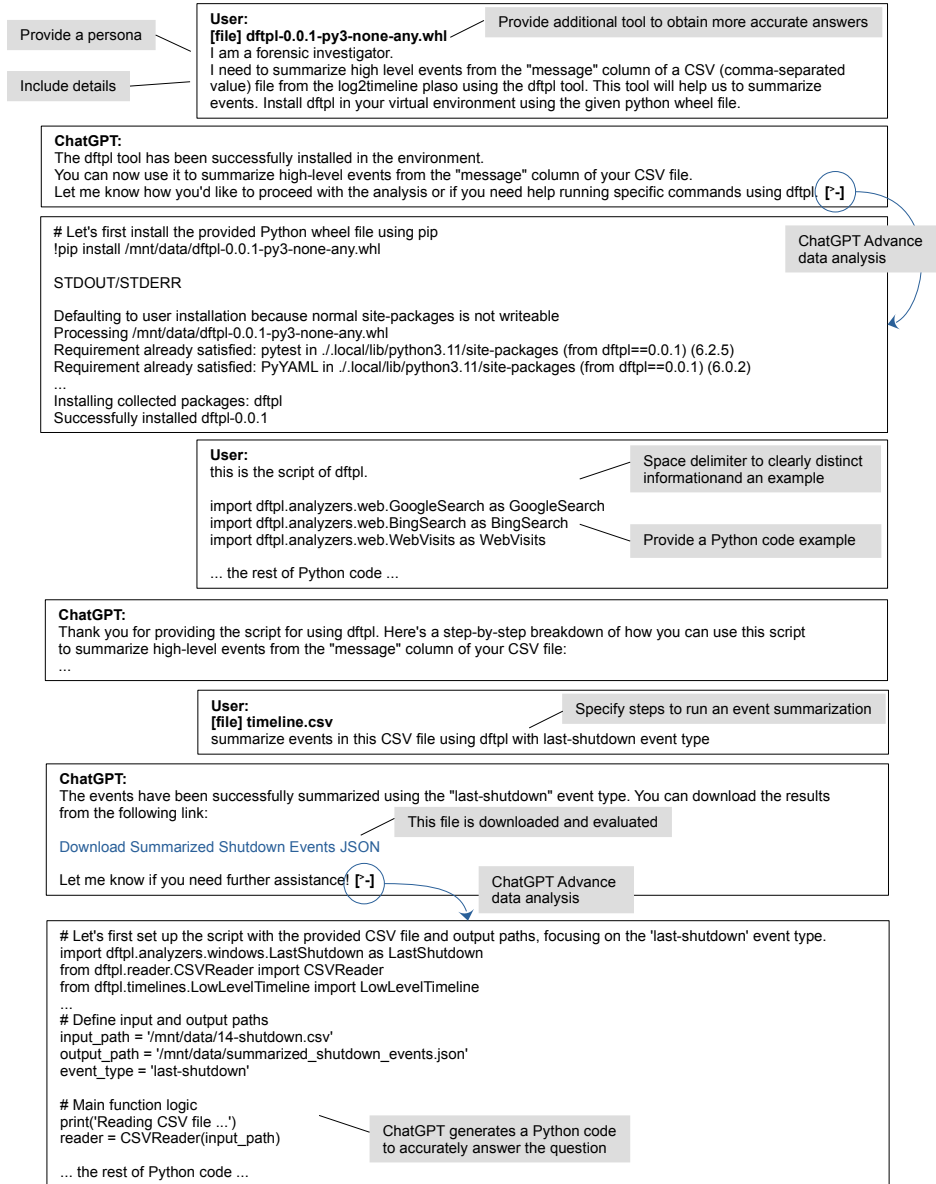 Provide a persona
Include details
User:
[file] dftpl-0.0.1-py3-none-any.whl
Provide additional tool to obtain more accurate answers
I am a forensic investigator.
I need to summarize high level events from the "message" column of a CSV (comma-separated
value) file from the log2timeline plaso using the dftpl tool. This tool will help us to summarize
events. Install dftpl in your virtual environment using the given python wheel file.
ChatGPT:
The dftpl tool has been successfully installed in the environment.
You can now use it to summarize high-level events from the "message" column of your CSV file.
Let me know how you'd like to proceed with the analysis or if you need help running specific commands using dftpl. [>-]
ChatGPT Advance
data analysis
# Let's first install the provided Python wheel file using pip
!pip install /mnt/data/dftpl-0.0.1-py3-none-any.whl
STDOUT/STDERR
Defaulting to user installation because normal site-packages is not writeable
Processing /mnt/data/dftpl-0.0.1-py3-none-any.whl
Requirement already satisfied: pytest in ./.local/lib/python3.11/site-packages (from dftpl==0.0.1) (6.2.5)
Requirement already satisfied: PyYAML in ./.local/lib/python3.11/site-packages (from dftpl==0.0.1) (6.0.2)
...
Installing collected packages: dftpl
Successfully installed dftpl-0.0.1
User:
this is the script of dftpl.
Space delimiter to clearly distinct
informationand an example
import dftpl.analyzers.web.GoogleSearch as GoogleSearch
import dftpl.analyzers.web.BingSearch as BingSearch
import dftpl.analyzers.web.WebVisits as WebVisits
Provide a Python code example
... the rest of Python code ...
ChatGPT:
Thank you for providing the script for using dftpl. Here's a step-by-step breakdown of how you can use this script
to summarize high-level events from the "message" column of your CSV file:
...
User:
[file] timeline.csv
Specify steps to run an event summarization
summarize events in this CSV file using dftpl with last-shutdown event type
ChatGPT:
The events have been successfully summarized using the "last-shutdown" event type. You can download the results
from the following link:
This file is downloaded and evaluated
Download Summarized Shutdown Events JSON
Let me know if you need further assistance! [>-]
ChatGPT Advance
data analysis
# Let's first set up the script with the provided CSV file and output paths, focusing on the 'last-shutdown' event type.
import dftpl.analyzers.windows.LastShutdown as LastShutdown
from dftpl.reader.CSVReader import CSVReader
from dftpl.timelines.LowLevelTimeline import LowLevelTimeline
...
# Define input and output paths
input_path = '/mnt/data/14-shutdown.csv'
output_path = '/mnt/data/summarized_shutdown_events.json'
event_type = 'last-shutdown'
# Main function logic
print('Reading CSV file ...')
reader = CSVReader(input_path)
ChatGPT generates a Python code
to accurately answer the question
... the rest of Python code ...